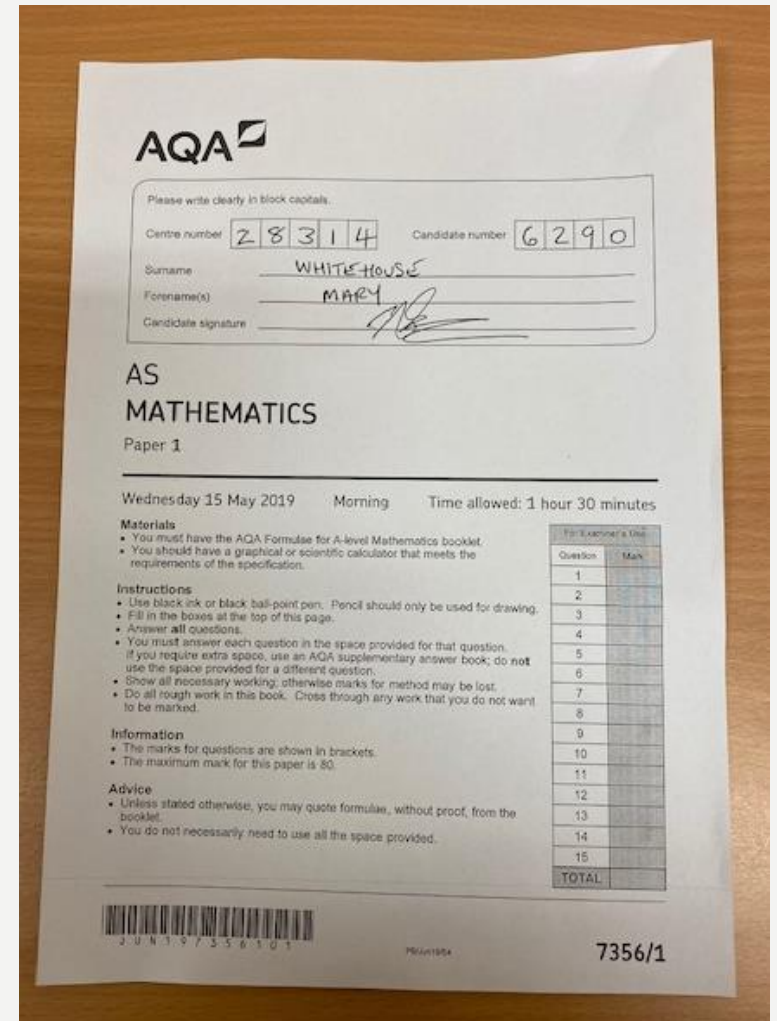 AQA
Please write clearly in block capitals.
Centre number 2 8 3 1 4 Candidate number 6 2 9 0
Surname WHITEHOUSE
Forename(s) MARY
Candidate signature
AS
MATHEMATICS
Paper 1
Wednesday 15 May 2019 Morning Time allowed: 1 hour 30 minutes
Materials
• You must have the AQA Formulae for A-level Mathematics booklet.
• You should have a graphical or scientific calculator that meets the
requirements of the specification.
Instructions
• Use black ink or black ball-point pen. Pencil should only be used for drawing.
• Fill in the boxes at the top of this page.
• Answer all questions.
• You must answer each question in the space provided for that question.
If you require extra space, use an AQA supplementary answer book; do not
use the space provided for a different question.
• Show all necessary working; otherwise marks for method may be lost.
• Do all rough work in this book. Cross through any work that you do not want
to be marked.
Information
• The marks for questions are shown in brackets.
• The maximum mark for this paper is 80.
Advice
• Unless stated otherwise, you may quote formulae, without proof, from the
booklet.
• You do not necessarily need to use all the space provided.
For Examiner's Use
Question Mark
1
2
3
4
5
6
7
8
9
10
11
12
13
14
15
TOTAL
JUN197356101
7356/1